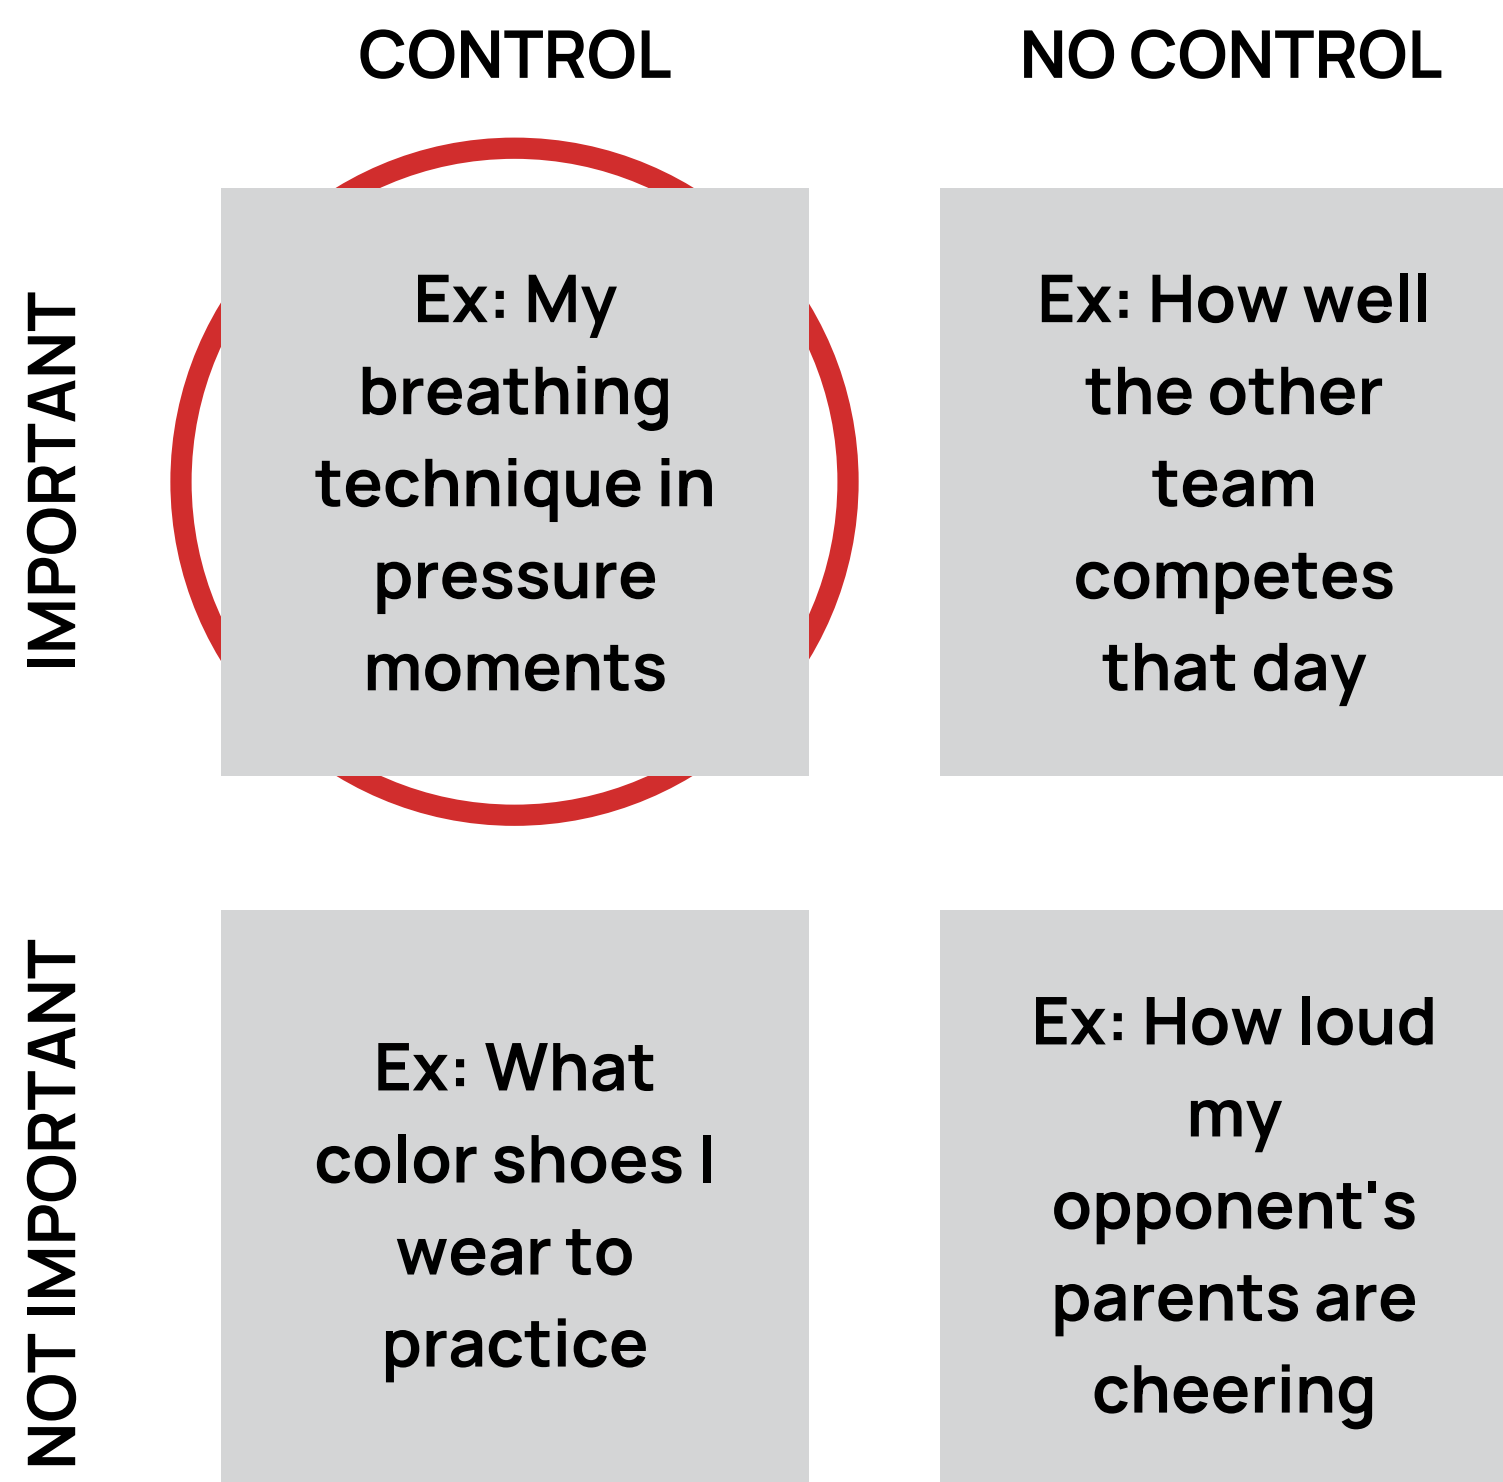 CONTROL
NO CONTROL
IMPORTANT
Ex: My
breathing
technique in
pressure
moments
Ex: How well
the other
team
competes
that day
NOT IMPORTANT
Ex: What
color shoes I
wear to
practice
Ex: How loud
my
opponent's
parents are
cheering